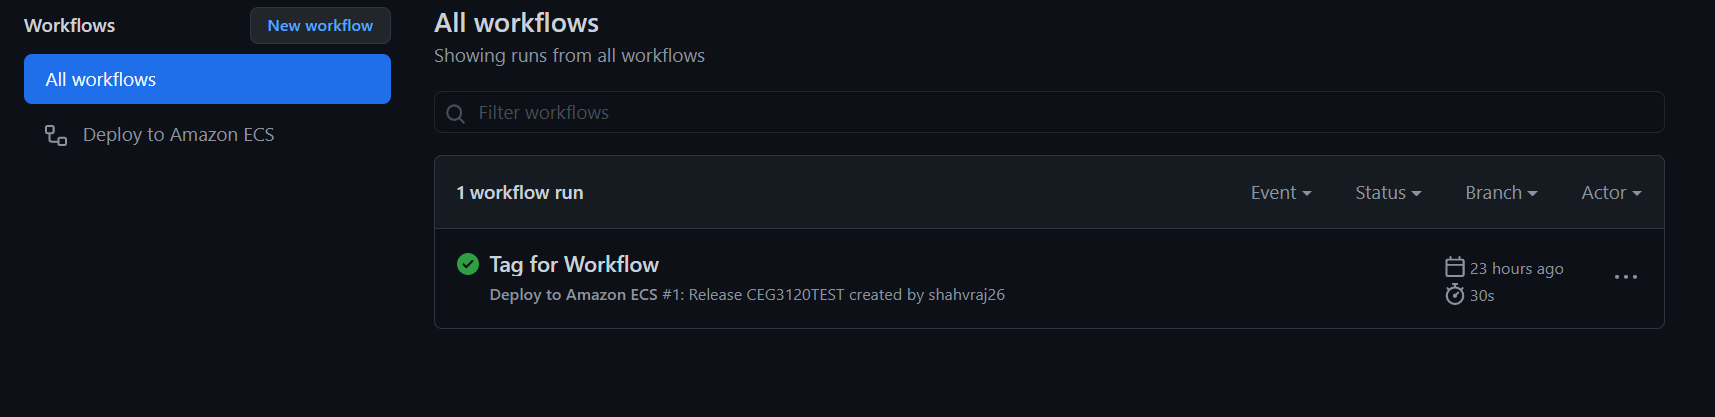 Workflows
New workflow
All workflows
Deploy to Amazon ECS
All workflows
Showing runs from all workflows
Filter workflows
1 workflow run
Event
Status
Branch
Actor
Tag for Workflow
23 hours ago
Deploy to Amazon ECS #1: Release CEG3120TEST created by shahvraj26
30s